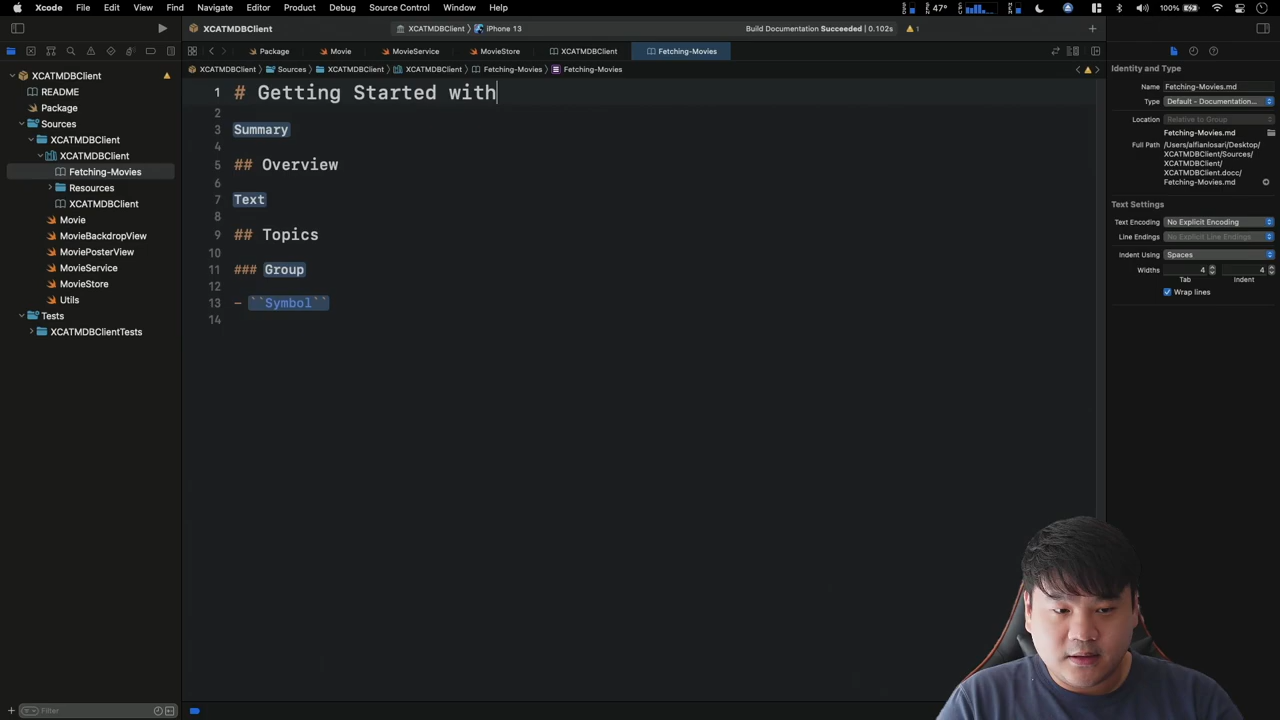 Xcode File Edit View Find Navigate Editor Product Debug Source Control Window Help 47° 100%
XCATMDBClient XCATMDBClient iPhone 13 Build Documentation Succeeded | 0.102s 1
Package Movie MovieService MovieStore XCATMDBClient Fetching-Movies
XCATMDBClient Sources XCATMDBClient XCATMDBClient Fetching-Movies Fetching-Movies
XCATMDBClient
README
Package
Sources
XCATMDBClient
XCATMDBClient
Fetching-Movies
Resources
XCATMDBClient
Movie
MovieBackdropView
MoviePosterView
MovieService
MovieStore
Utils
Tests
XCATMDBClientTests
Filter
1 # Getting Started with
2
3 Summary
4
5 ## Overview
6
7 Text
8
9 ## Topics
10
11 ### Group
12
13 - ``Symbol``
14
Identity and Type
Name Fetching-Movies.md
Type Default - Documentation...
Location Relative to Group
Fetching-Movies.md
Full Path /Users/alfianlosari/Desktop/
XCATMDBClient/Sources/
XCATMDBClient/
XCATMDBClient.docc/
Fetching-Movies.md
Text Settings
Text Encoding No Explicit Encoding
Line Endings No Explicit Line Endings
Indent Using Spaces
Widths 4 4
Tab Indent
Wrap lines